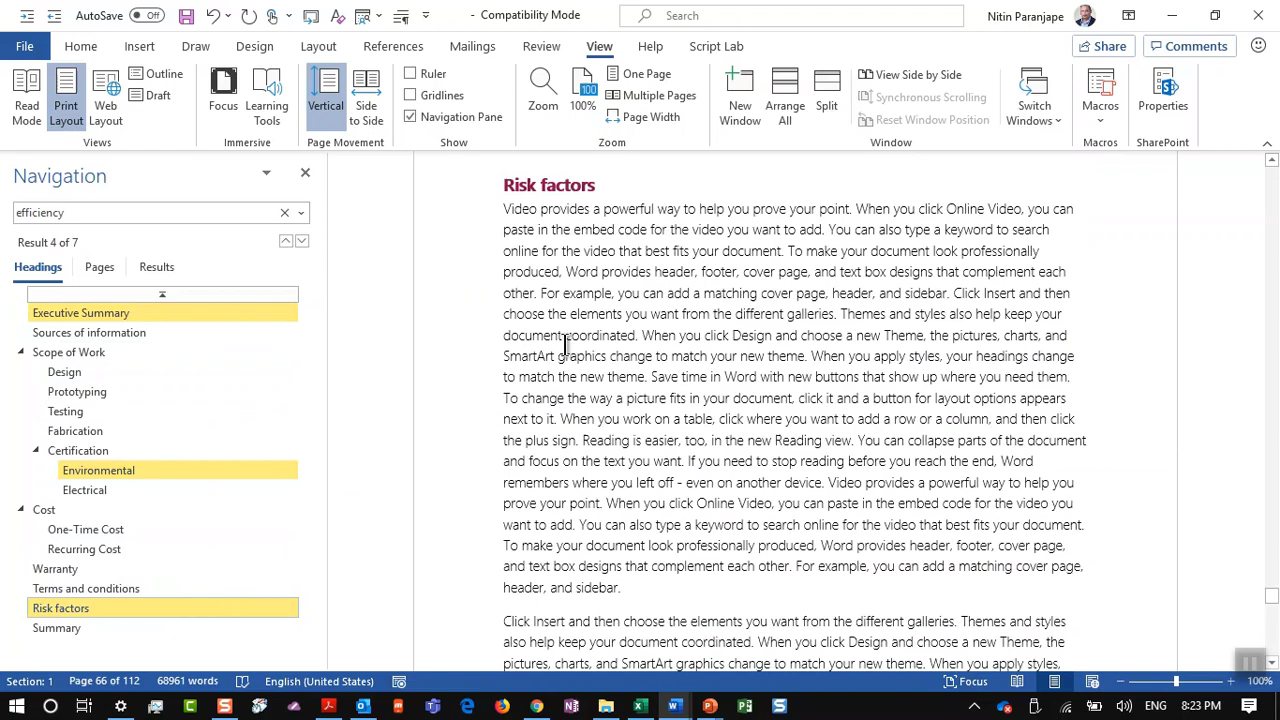 AutoSave Off
- Compatibility Mode
Search
Nitin Paranjape
File Home Insert Draw Design Layout References Mailings Review View Help Script Lab
Share Comments
Read Mode
Print Layout
Web Layout
Outline
Draft
Views
Focus
Learning Tools
Immersive
Vertical
Side to Side
Page Movement
Ruler
Gridlines
Navigation Pane
Show
Zoom
100
100%
One Page
Multiple Pages
Page Width
Zoom
New Window
Arrange All
Split
View Side by Side
Synchronous Scrolling
Reset Window Position
Switch Windows
Window
Macros
Macros
Properties
SharePoint
Navigation
efficiency
Result 4 of 7
Headings Pages Results
Executive Summary
Sources of information
Scope of Work
Design
Prototyping
Testing
Fabrication
Certification
Environmental
Electrical
Cost
One-Time Cost
Recurring Cost
Warranty
Terms and conditions
Risk factors
Summary
Risk factors
Video provides a powerful way to help you prove your point. When you click Online Video, you can
paste in the embed code for the video you want to add. You can also type a keyword to search
online for the video that best fits your document. To make your document look professionally
produced, Word provides header, footer, cover page, and text box designs that complement each
other. For example, you can add a matching cover page, header, and sidebar. Click Insert and then
choose the elements you want from the different galleries. Themes and styles also help keep your
document coordinated. When you click Design and choose a new Theme, the pictures, charts, and
SmartArt graphics change to match your new theme. When you apply styles, your headings change
to match the new theme. Save time in Word with new buttons that show up where you need them.
To change the way a picture fits in your document, click it and a button for layout options appears
next to it. When you work on a table, click where you want to add a row or a column, and then click
the plus sign. Reading is easier, too, in the new Reading view. You can collapse parts of the document
and focus on the text you want. If you need to stop reading before you reach the end, Word
remembers where you left off - even on another device. Video provides a powerful way to help you
prove your point. When you click Online Video, you can paste in the embed code for the video you
want to add. You can also type a keyword to search online for the video that best fits your document.
To make your document look professionally produced, Word provides header, footer, cover page,
and text box designs that complement each other. For example, you can add a matching cover page,
header, and sidebar.
Click Insert and then choose the elements you want from the different galleries. Themes and styles
also help keep your document coordinated. When you click Design and choose a new Theme, the
pictures, charts, and SmartArt graphics change to match your new theme. When you apply styles,
Section: 1 Page 66 of 112 68961 words English (United States) Focus 100%
8:23 PM